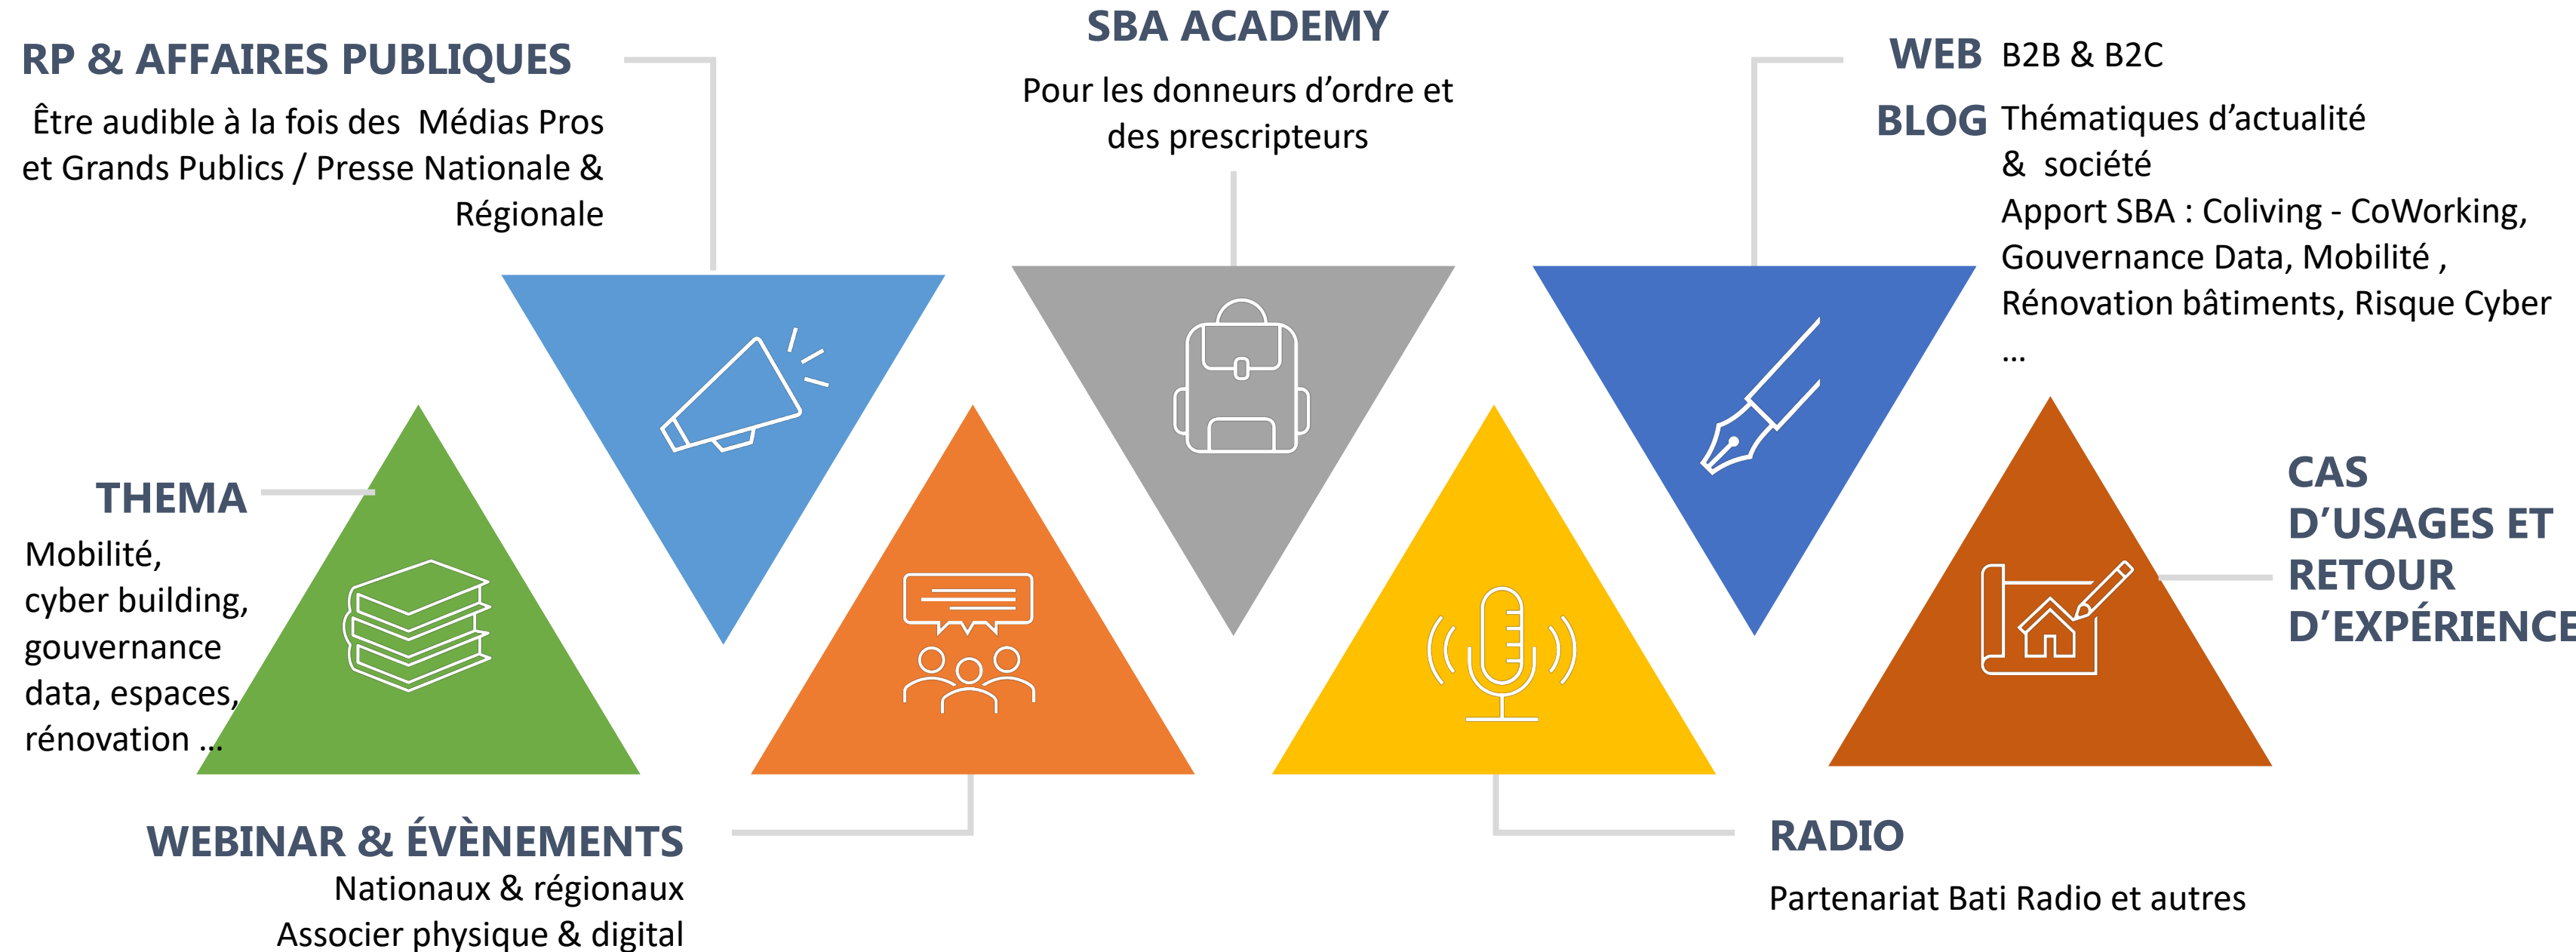 RP & AFFAIRES PUBLIQUES
Être audible à la fois des  Médias Pros
et Grands Publics / Presse Nationale &
Régionale
SBA ACADEMY
Pour les donneurs d’ordre et
des prescripteurs
WEB B2B & B2C
BLOG Thématiques d’actualité
&  société
Apport SBA : Coliving - CoWorking,
Gouvernance Data, Mobilité ,
Rénovation bâtiments, Risque Cyber
...
THEMA
Mobilité,
cyber building,
gouvernance
data, espaces,
rénovation ...
CAS
D’USAGES ET
RETOUR
D’EXPÉRIENCE
WEBINAR & ÉVÈNEMENTS
Nationaux & régionaux
Associer physique & digital
RADIO
Partenariat Bati Radio et autres